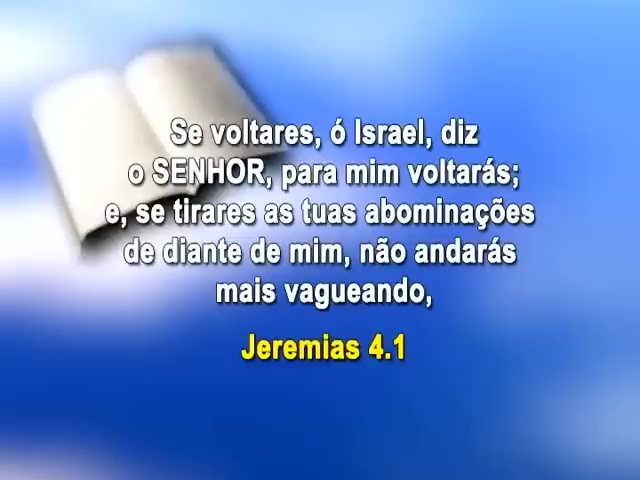 Se voltares, ó Israel, diz
o SENHOR, para mim voltarás;
e, se tirares as tuas abominações
de diante de mim, não andarás
mais vagueando,
Jeremias 4.1